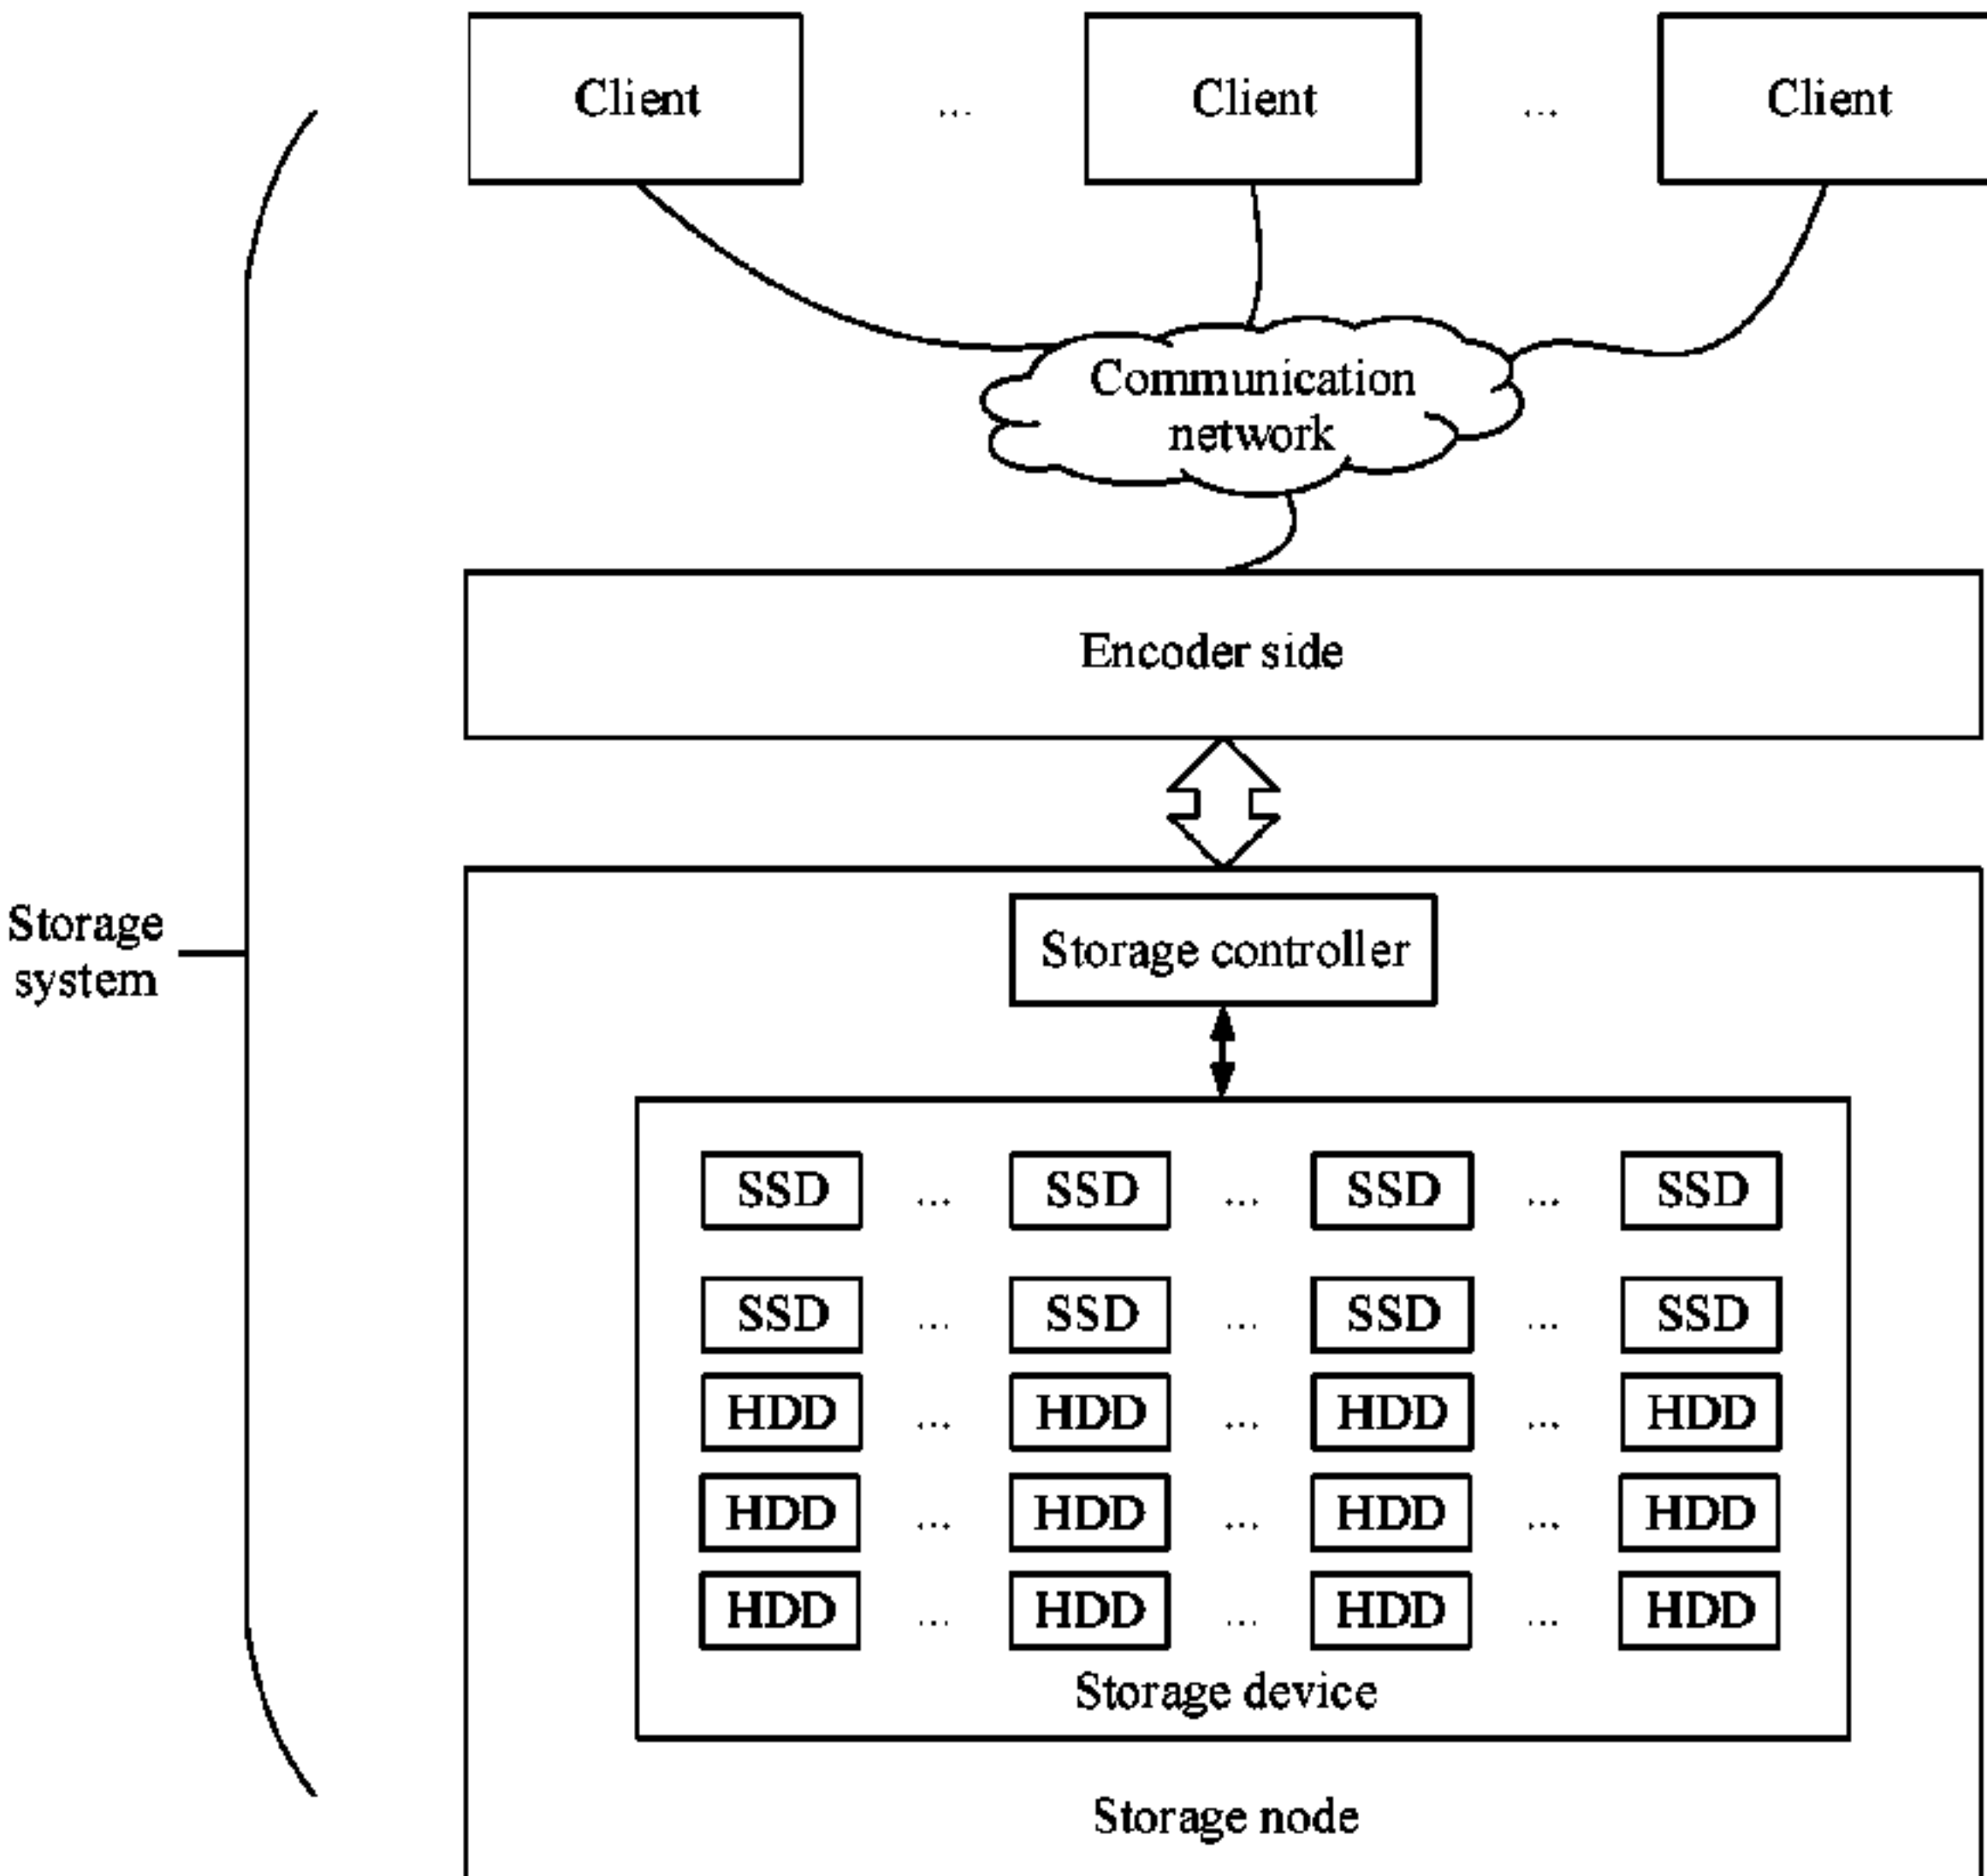 Client ... Client ... Client
Communication
network
Encoder side
Storage
system
Storage controller
SSD ... SSD ... SSD ... SSD
SSD ... SSD ... SSD ... SSD
HDD ... HDD ... HDD ... HDD
HDD ... HDD ... HDD ... HDD
HDD ... HDD ... HDD ... HDD
Storage device
Storage node